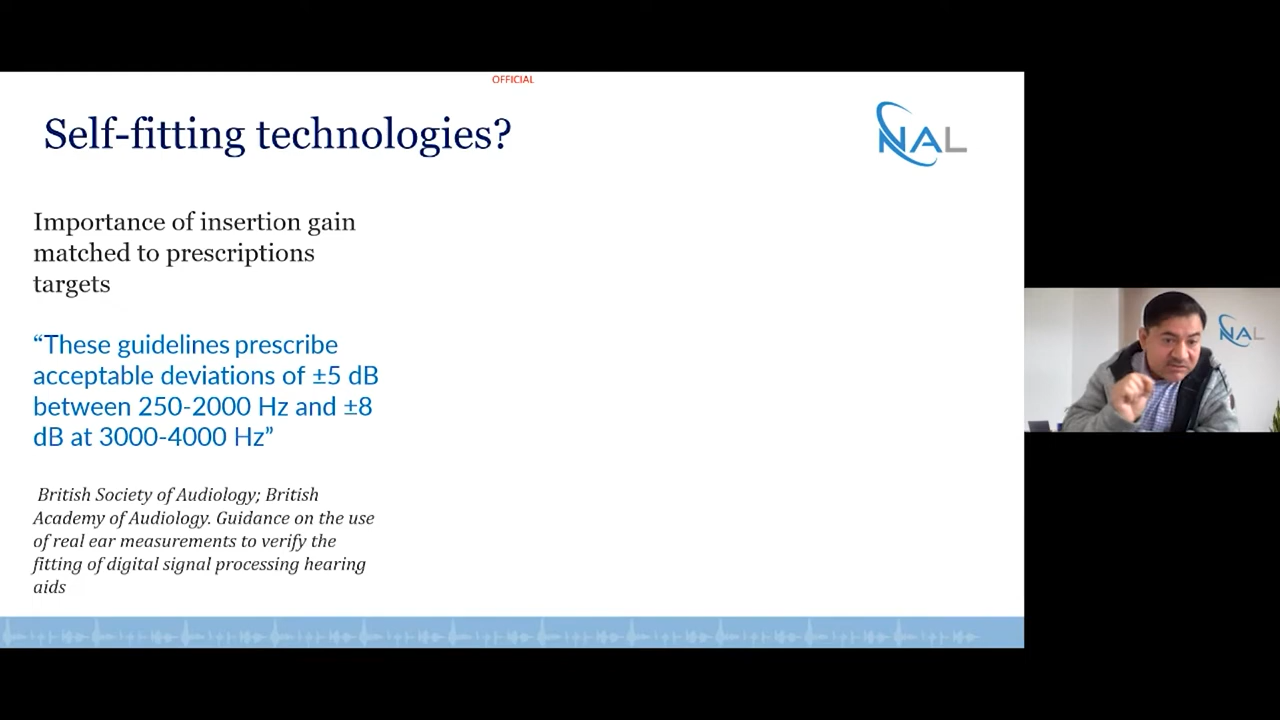 OFFICIAL
Self-fitting technologies?
NAL
Importance of insertion gain
matched to prescriptions
targets
“These guidelines prescribe
acceptable deviations of ±5 dB
between 250-2000 Hz and ±8
dB at 3000-4000 Hz”
British Society of Audiology; British
Academy of Audiology. Guidance on the use
of real ear measurements to verify the
fitting of digital signal processing hearing
aids
NAL